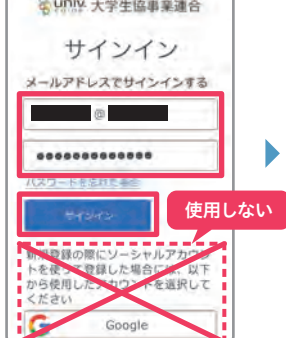 univ. 大学生協事業連合
サインイン
メールアドレスでサインインする
@
●●●●●●●●●●●●●
パスワードを忘れた場合
サインイン
使用しない
新規登録の際にソーシャルアカウン
トを使って登録した場合には、以下
から使用したアカウントを選択して
ください
Google